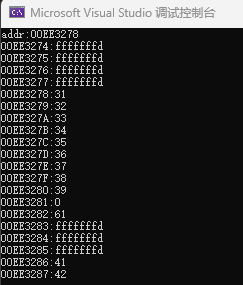 Microsoft Visual Studio 调试控制台
addr:00EE3278
00EE3274:fffffffd
00EE3275:fffffffd
00EE3276:fffffffd
00EE3277:fffffffd
00EE3278:31
00EE3279:32
00EE327A:33
00EE327B:34
00EE327C:35
00EE327D:36
00EE327E:37
00EE327F:38
00EE3280:39
00EE3281:0
00EE3282:61
00EE3283:fffffffd
00EE3284:fffffffd
00EE3285:fffffffd
00EE3286:41
00EE3287:42